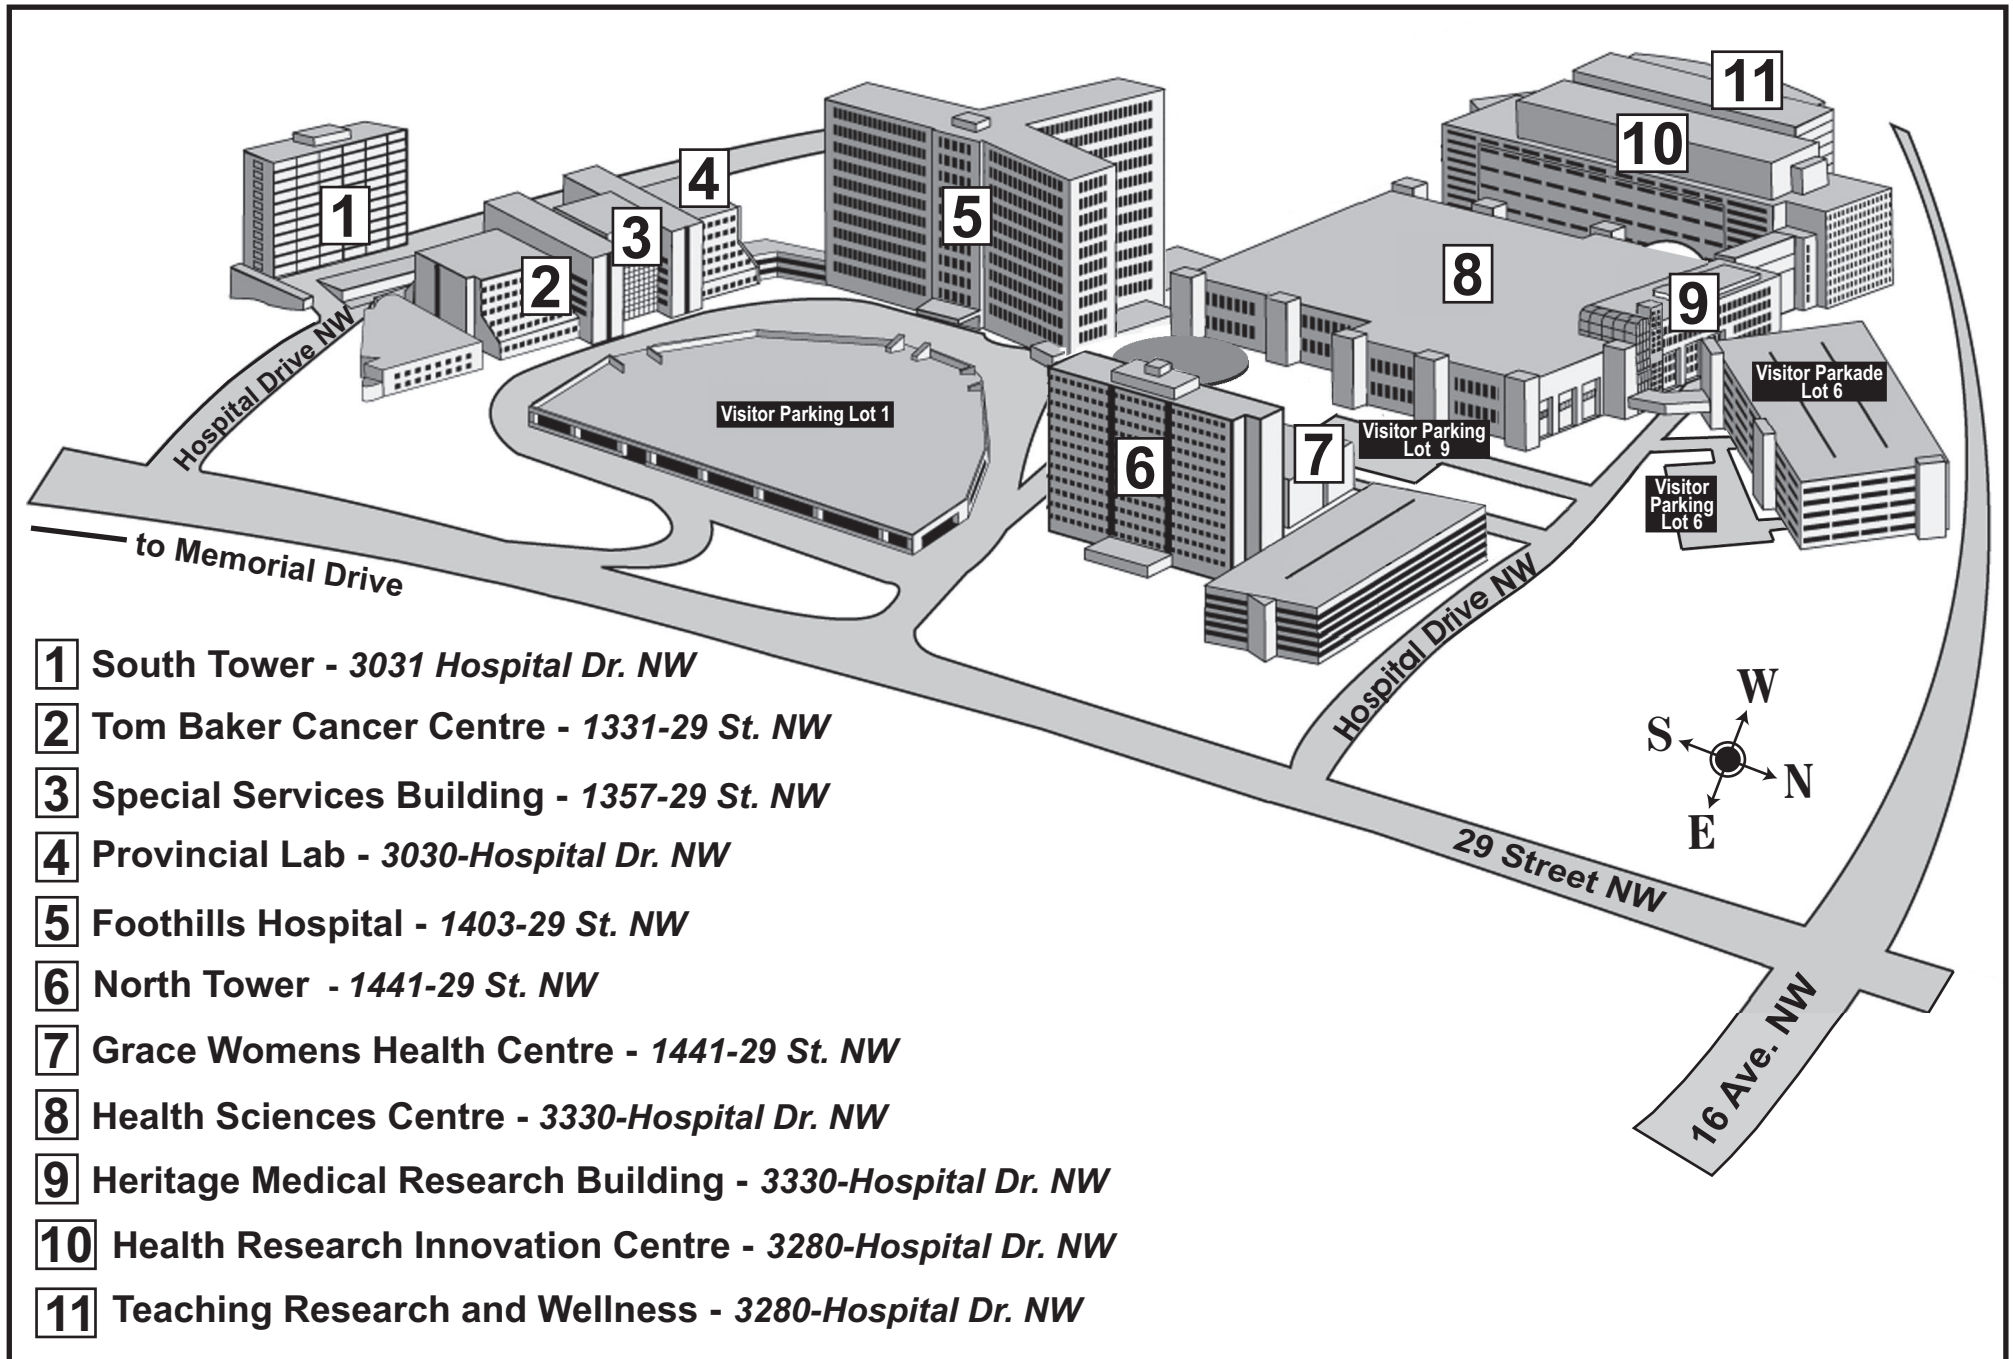 11
10
4
1
5
3
8
2
9
Visitor Parkade
Lot 6
Hospital Drive NW
Visitor Parking Lot 1
Visitor Parking
Lot 9
6
7
Visitor
Parking
Lot 6
to Memorial Drive
Hospital Drive NW
W
S
N
E
29 Street NW
16 Ave. NW
1 South Tower - 3031 Hospital Dr. NW
2 Tom Baker Cancer Centre - 1331-29 St. NW
3 Special Services Building - 1357-29 St. NW
4 Provincial Lab - 3030-Hospital Dr. NW
5 Foothills Hospital - 1403-29 St. NW
6 North Tower - 1441-29 St. NW
7 Grace Womens Health Centre - 1441-29 St. NW
8 Health Sciences Centre - 3330-Hospital Dr. NW
9 Heritage Medical Research Building - 3330-Hospital Dr. NW
10 Health Research Innovation Centre - 3280-Hospital Dr. NW
11 Teaching Research and Wellness - 3280-Hospital Dr. NW